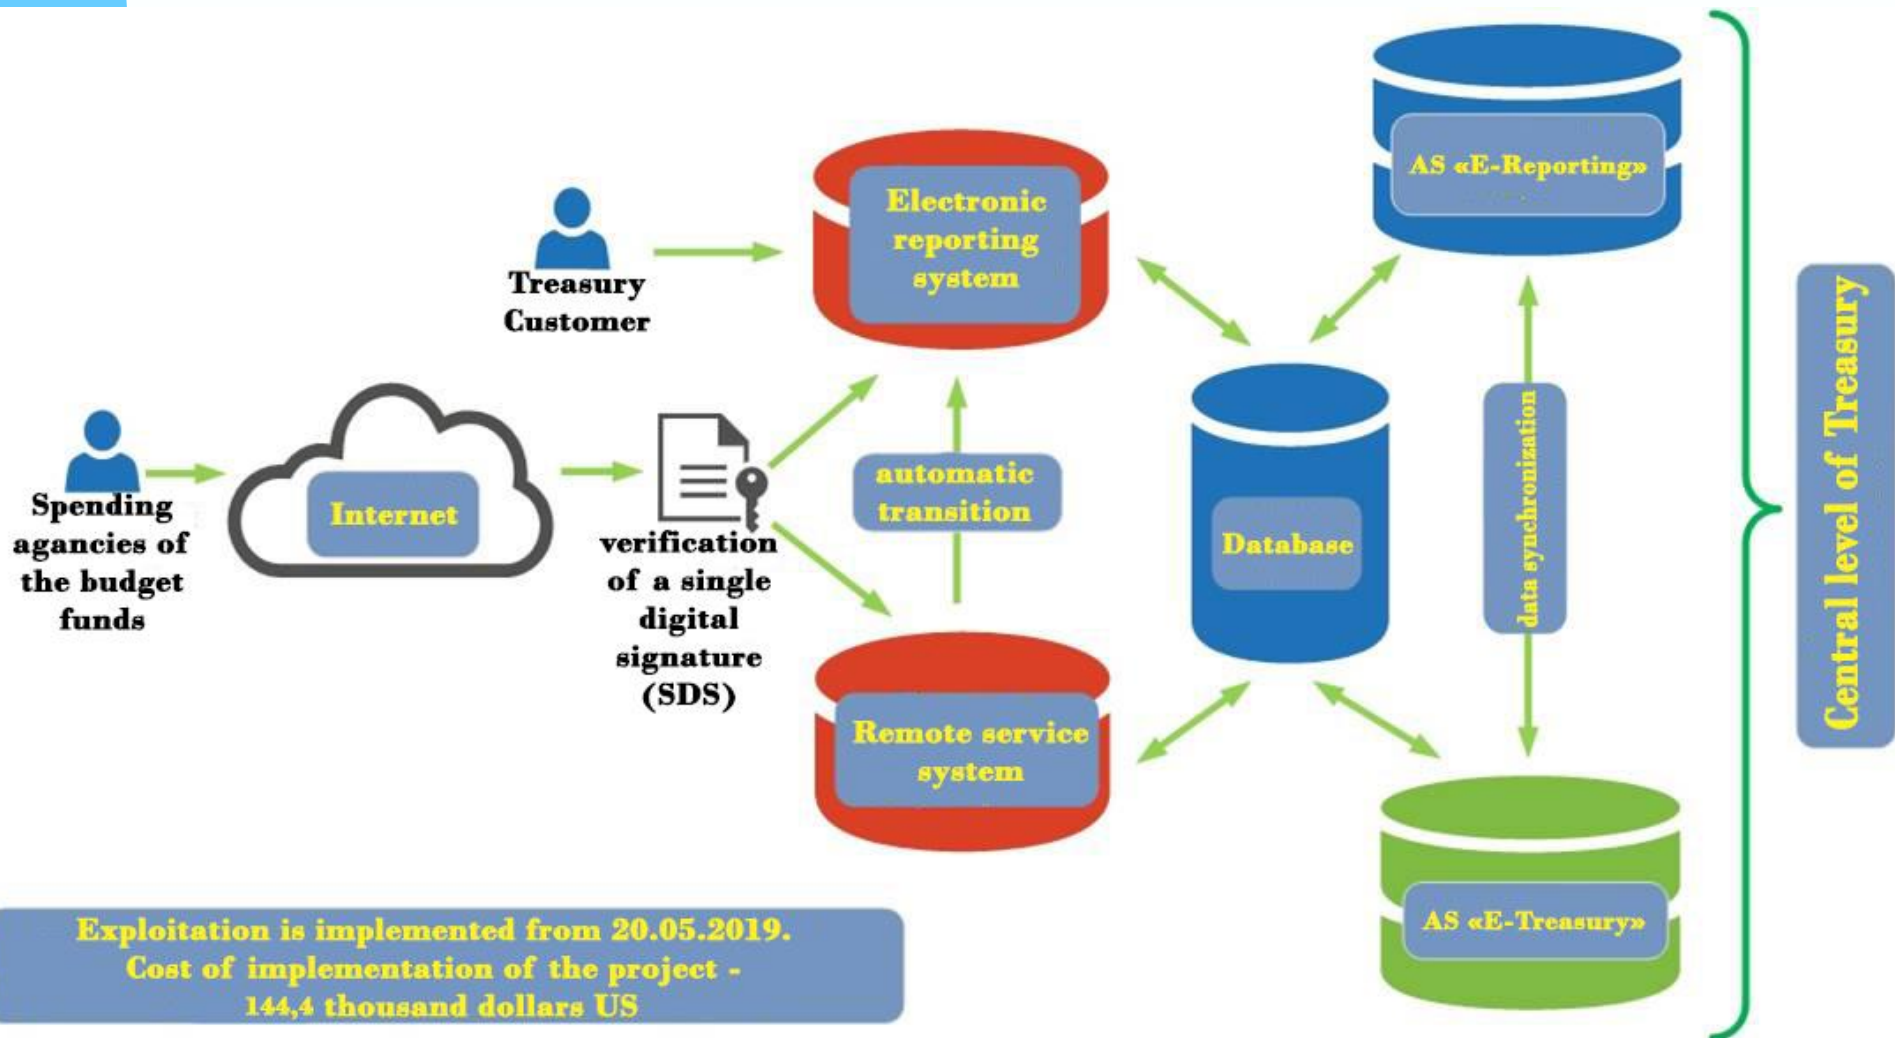 AS «E-Reporting»
Electronic
reporting
system
Treasury
Customer
Central level of Treasury
data synchronization
automatic
transition
Internet
Database
Spending
agancies of
the budget
funds
verification
of a single
digital
signature
(SDS)
Remote service
system
AS «E-Treasury»
Exploitation is implemented from 20.05.2019.
Cost of implementation of the project -
144,4 thousand dollars US